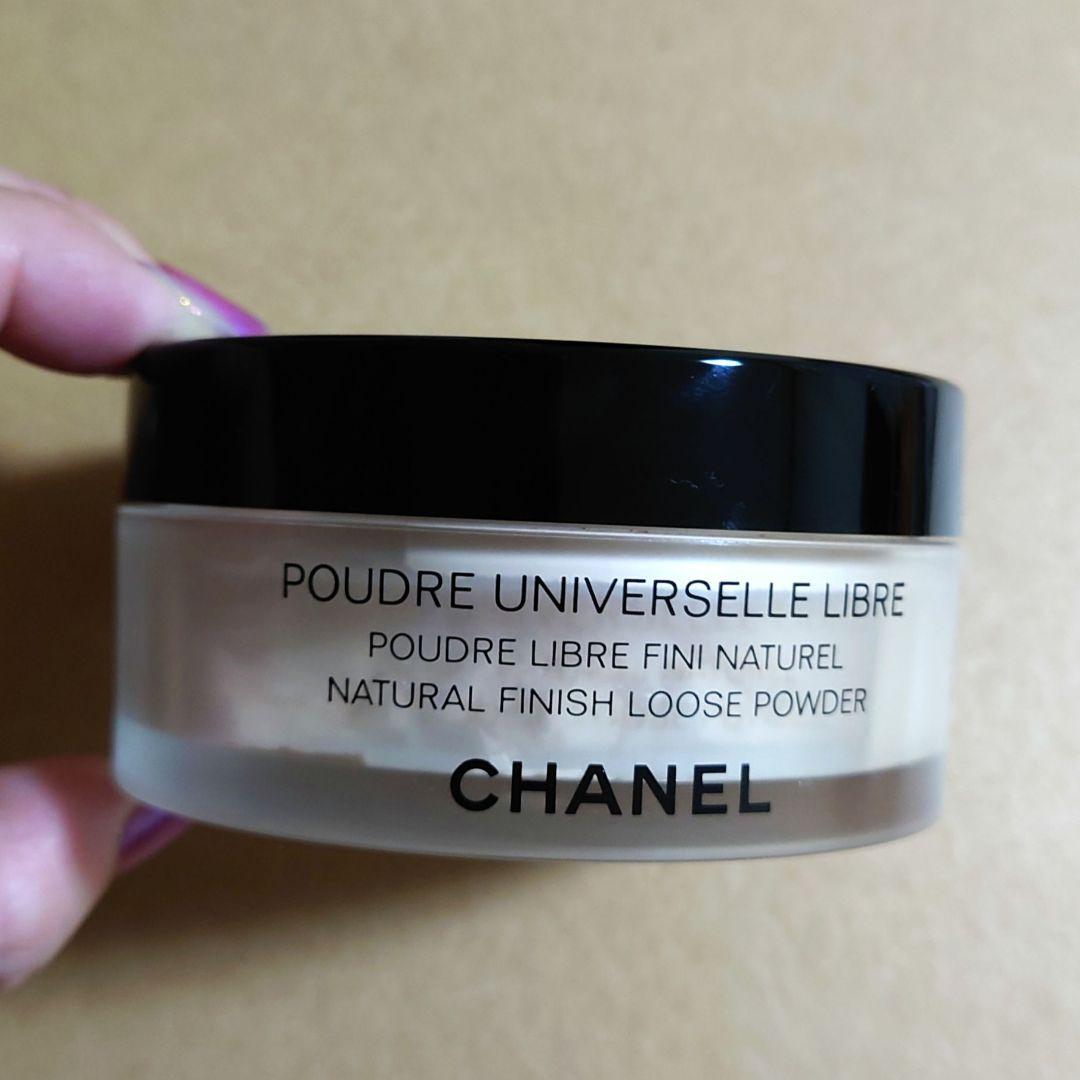 POUDRE UNIVERSELLE LIBRE
POUDRE LIBRE FINI NATUREL
NATURAL FINISH LOOSE POWDER
CHANEL